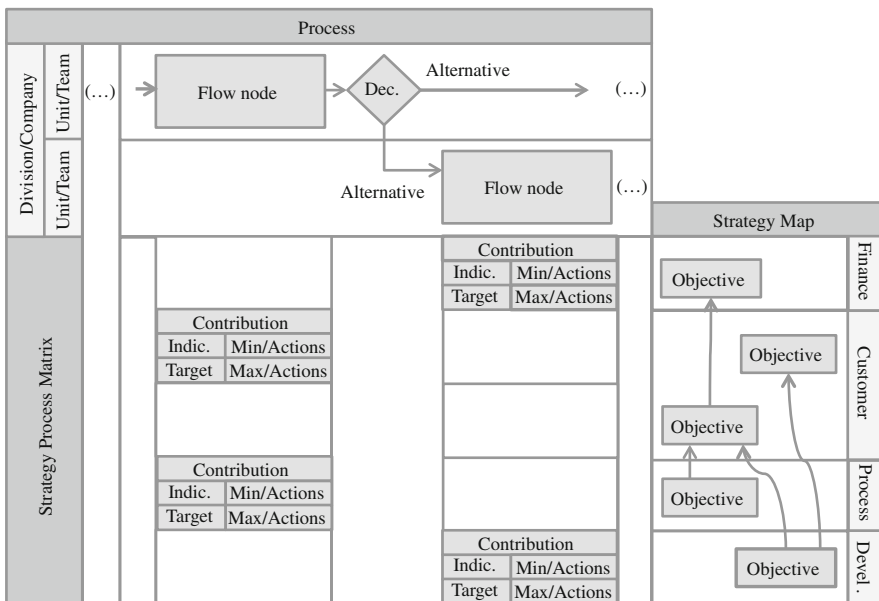 Process
Division/Company
Unit/Team
Unit/Team
(…)
Flow node
Dec.
Alternative
(…)
Alternative
Flow node
(…)
Strategy Map
Strategy Process Matrix
Contribution
Indic. Min/Actions
Target Max/Actions
Objective
Finance
Contribution
Indic. Min/Actions
Target Max/Actions
Objective
Customer
Objective
Contribution
Indic. Min/Actions
Target Max/Actions
Objective
Process
Contribution
Indic. Min/Actions
Target Max/Actions
Objective
Devel .